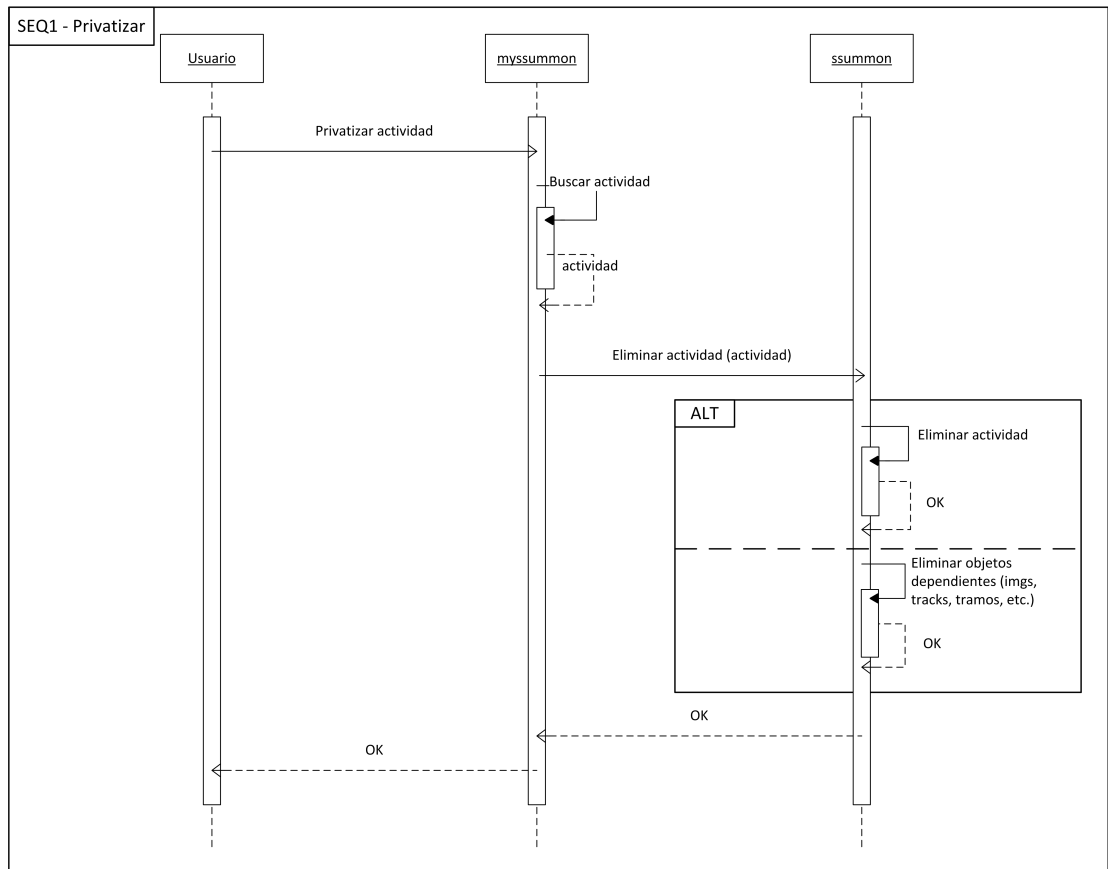 SEQ1 - Privatizar
Usuario
myssummon
ssummon
Privatizar actividad
Buscar actividad
actividad
Eliminar actividad (actividad)
ALT
Eliminar actividad
OK
Eliminar objetos
dependientes (imgs,
tracks, tramos, etc.)
OK
OK
OK